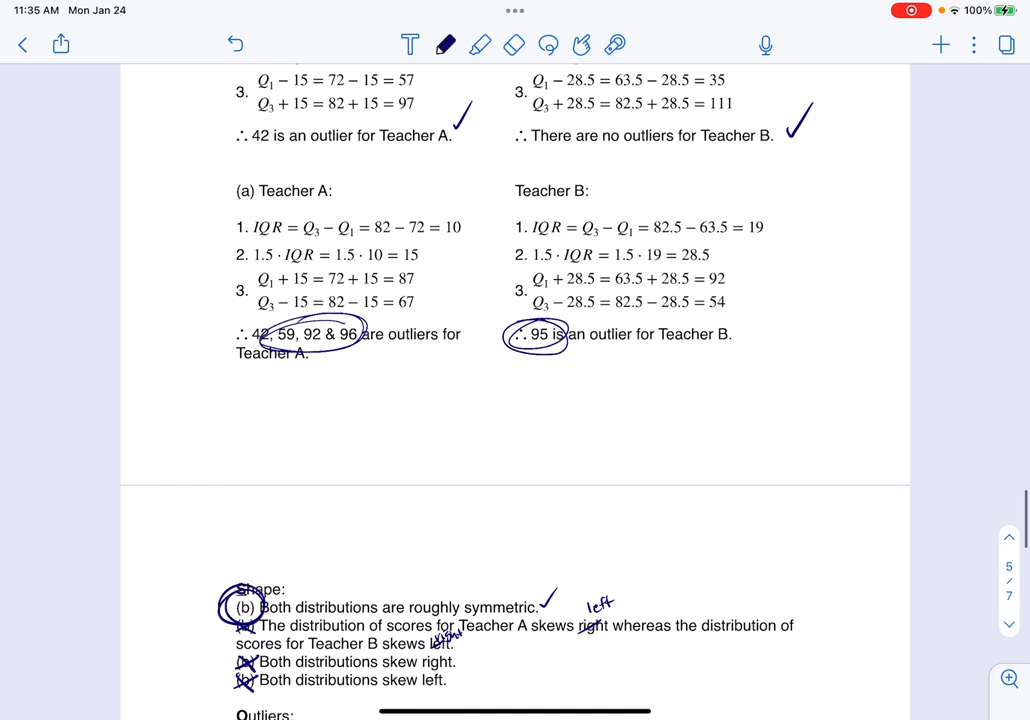 11:35 AM Mon Jan 24
100%
Q₁ − 15 = 72 − 15 = 57
3.
Q₃ + 15 = 82 + 15 = 97
∴ 42 is an outlier for Teacher A.
Q₁ − 28.5 = 63.5 − 28.5 = 35
3.
Q₃ + 28.5 = 82.5 + 28.5 = 111
∴ There are no outliers for Teacher B.
(a) Teacher A:
1. IQR = Q₃ − Q₁ = 82 − 72 = 10
2. 1.5 · IQR = 1.5 · 10 = 15
Q₁ + 15 = 72 + 15 = 87
3.
Q₃ − 15 = 82 − 15 = 67
∴ 42, 59, 92 & 96 are outliers for
Teacher A.
Teacher B:
1. IQR = Q₃ − Q₁ = 82.5 − 63.5 = 19
2. 1.5 · IQR = 1.5 · 19 = 28.5
Q₁ + 28.5 = 63.5 + 28.5 = 92
3.
Q₃ − 28.5 = 82.5 − 28.5 = 54
∴ 95 is an outlier for Teacher B.
5
/
7
Shape:
(b) Both distributions are roughly symmetric.
left
The distribution of scores for Teacher A skews right whereas the distribution of
right
scores for Teacher B skews left.
Both distributions skew right.
(b) Both distributions skew left.
Outliers: